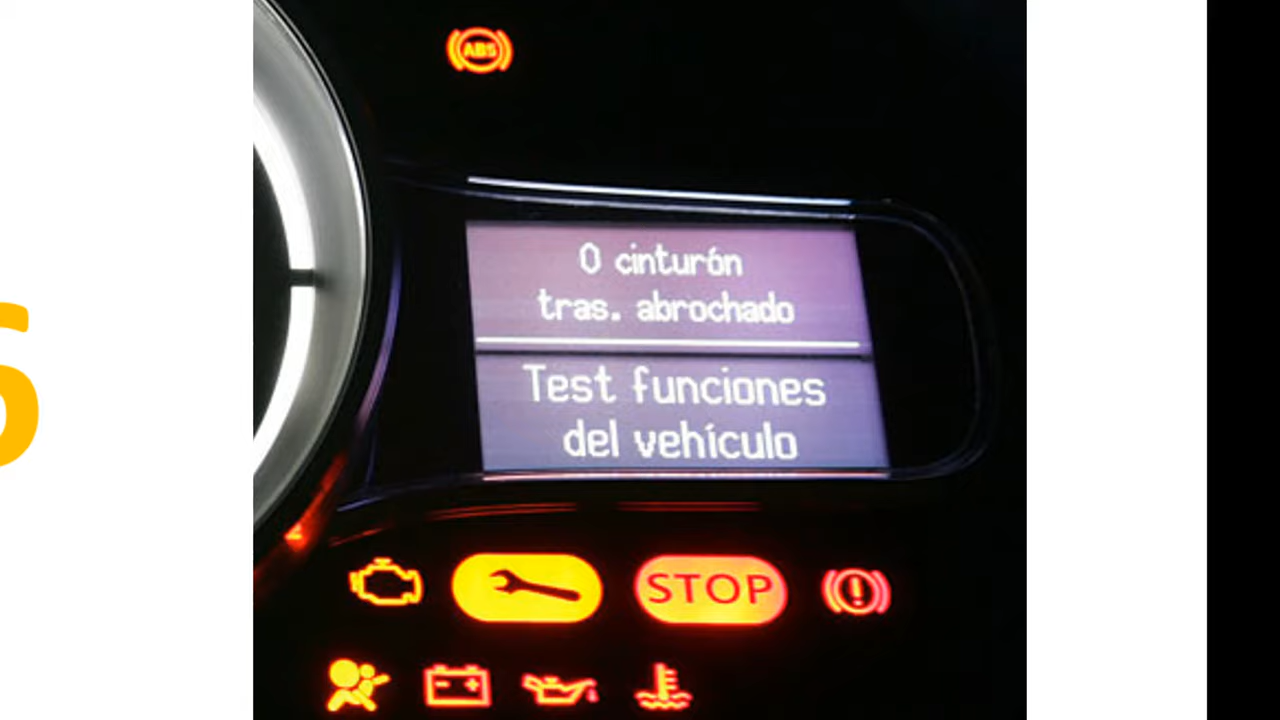 ABS
0 cinturón
tras. abrochado
Test funciones
del vehículo
STOP